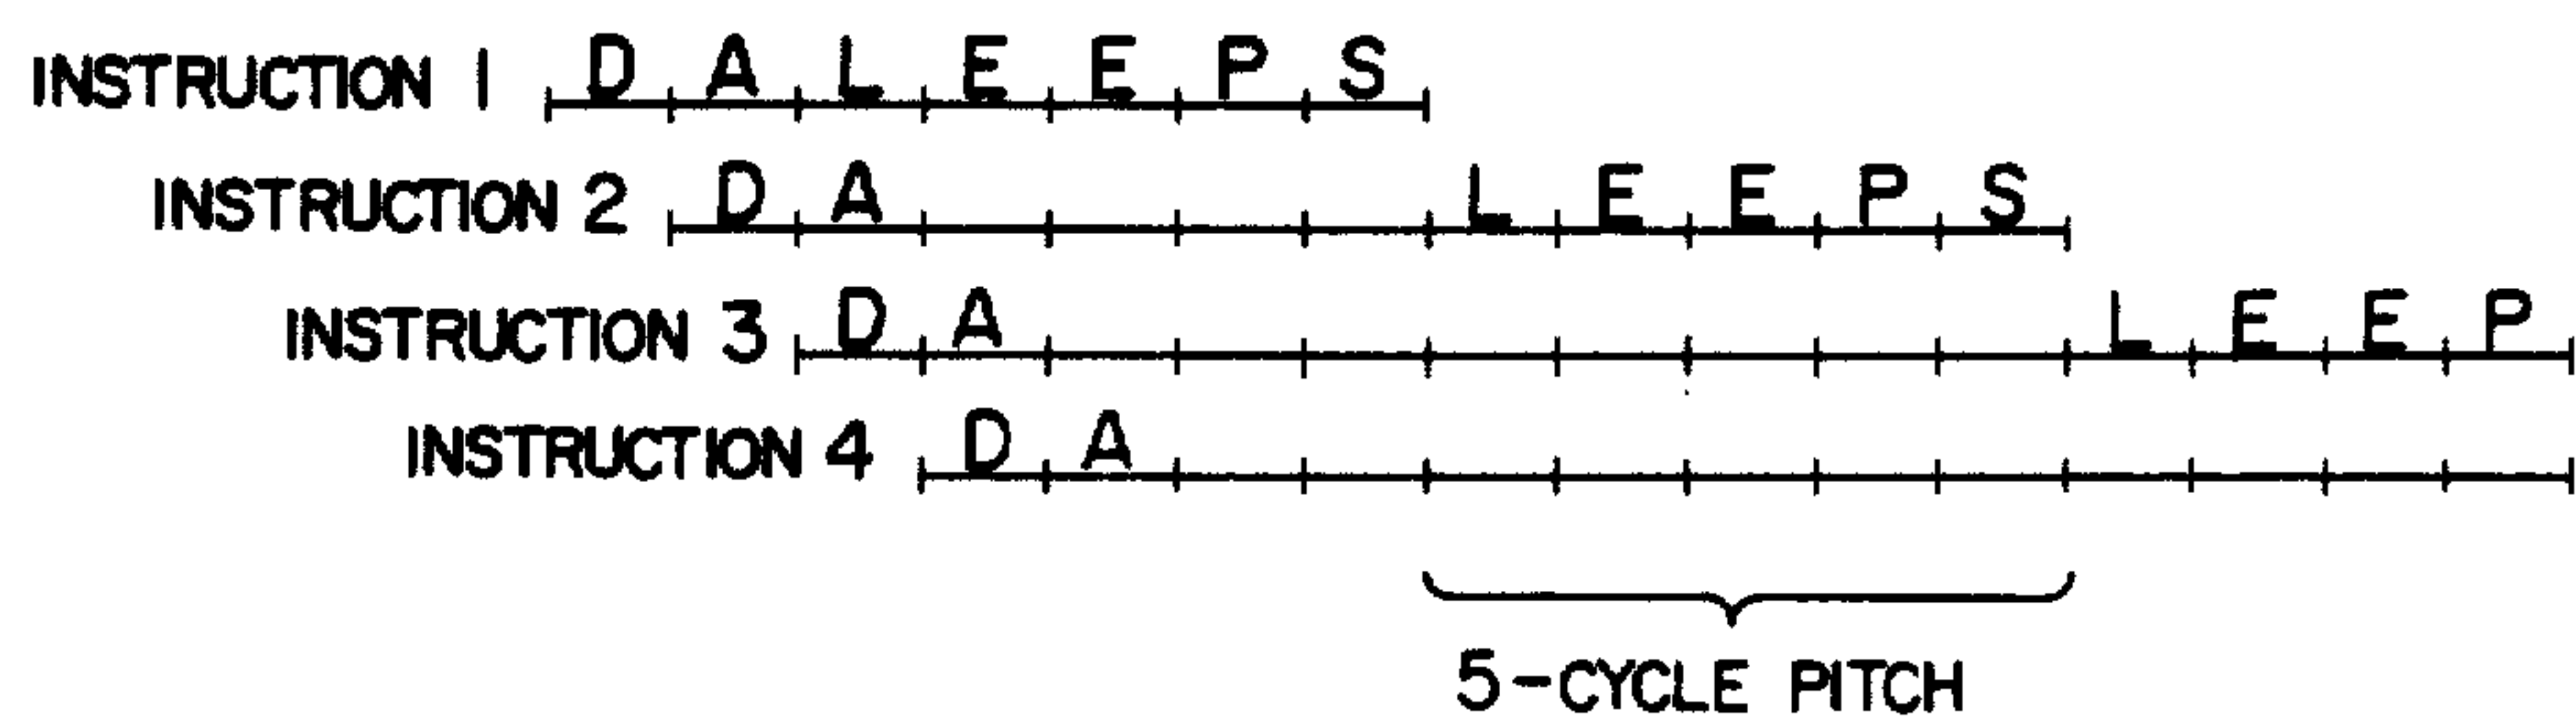 INSTRUCTION 1 D A L E E P S
INSTRUCTION 2 D A L E E P S
INSTRUCTION 3 D A L E E P
INSTRUCTION 4 D A
5-CYCLE PITCH